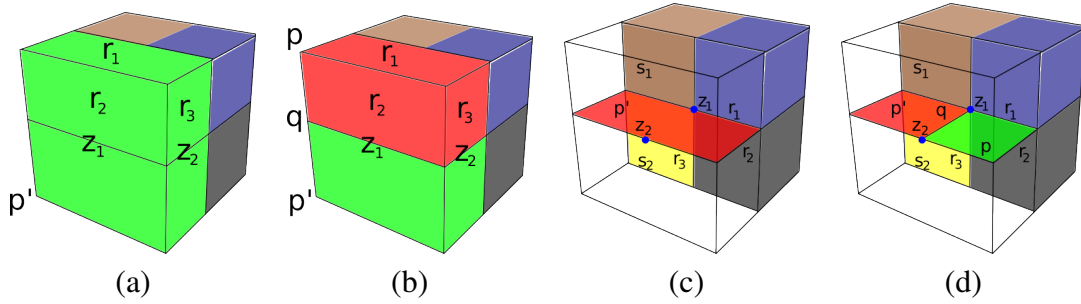 r₁
r₂
r₃
z₁
z₂
p'
(a)
p
r₁
r₂
q
r₃
z₁
z₂
p'
(b)
s₁
z₁
p'
r₁
z₂
r₂
r₃
s₂
(c)
s₁
z₁
p'
q
r₁
z₂
p
r₂
r₃
s₂
(d)